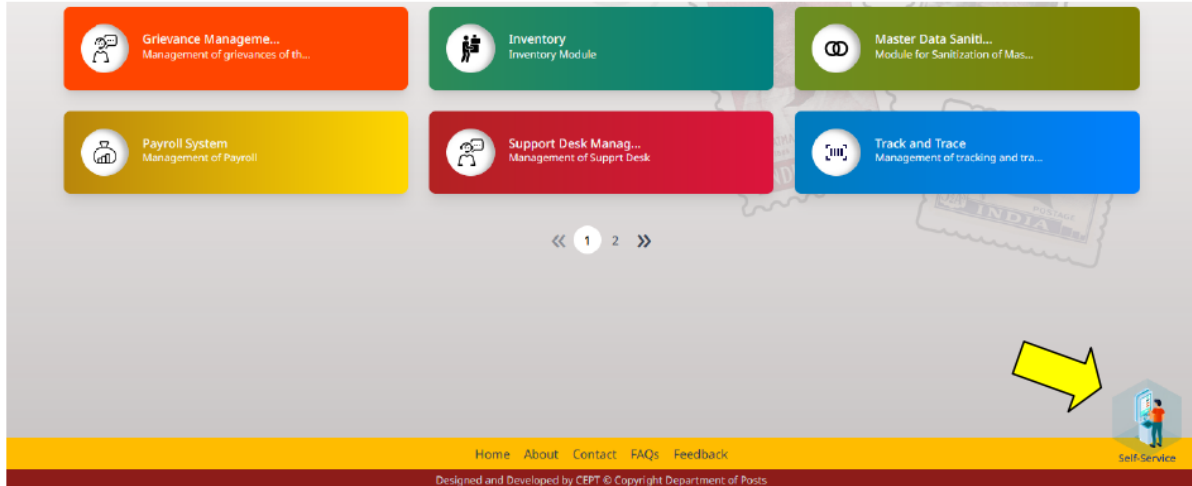 Grievance Manageme...
Management of grievances of th...
Inventory
Inventory Module
Master Data Saniti...
Module for Sanitization of Mas...
Payroll System
Management of Payroll
Support Desk Manag...
Management of Supprt Desk
Track and Trace
Management of tracking and tra...
INDIA
POSTAGE
« 1 2 »
Self-Service
Home About Contact FAQs Feedback
Designed and Developed by CEPT © Copyright Department of Posts